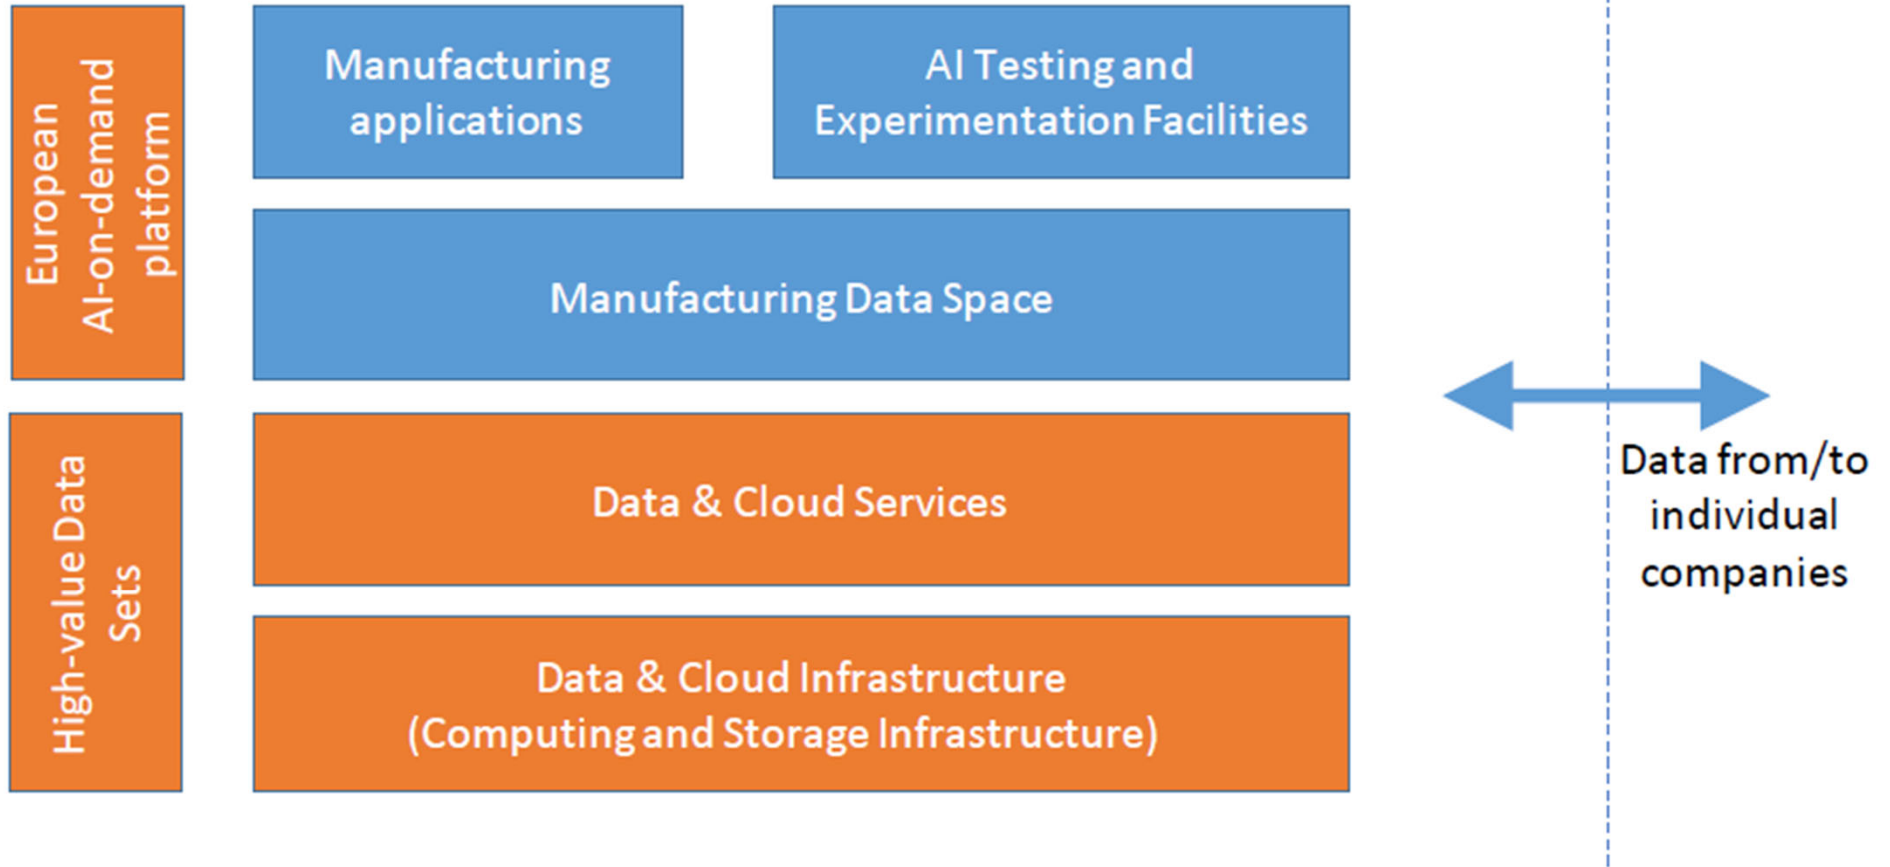 European
AI-on-demand
platform
Manufacturing
applications
AI Testing and
Experimentation Facilities
Manufacturing Data Space
High-value Data
Sets
Data & Cloud Services
Data & Cloud Infrastructure
(Computing and Storage Infrastructure)
Data from/to
individual
companies